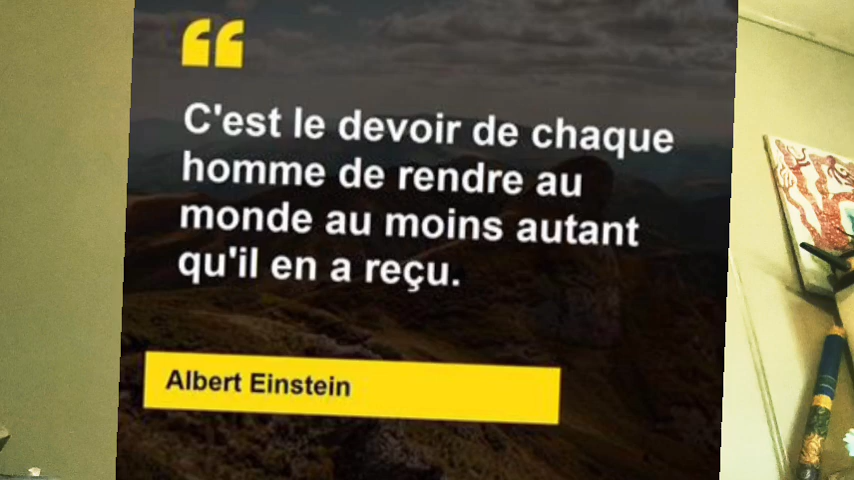 “
C'est le devoir de chaque
homme de rendre au
monde au moins autant
qu'il en a reçu.
Albert Einstein